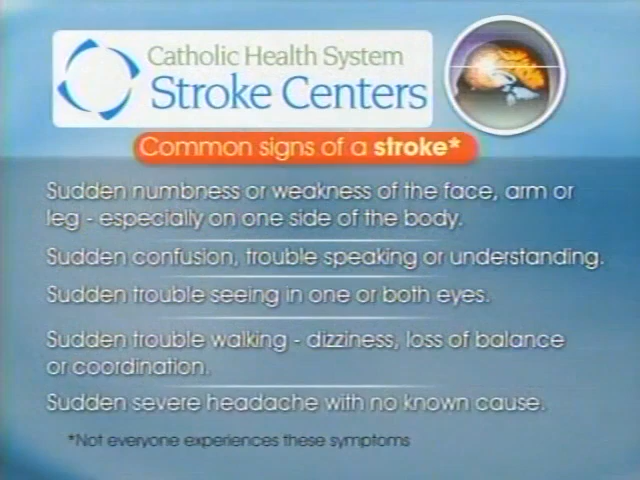 Catholic Health System
Stroke Centers
Common signs of a stroke*
Sudden numbness or weakness of the face, arm or
leg - especially on one side of the body.
Sudden confusion, trouble speaking or understanding.
Sudden trouble seeing in one or both eyes.
Sudden trouble walking - dizziness, loss of balance
or coordination.
Sudden severe headache with no known cause.
*Not everyone experiences these symptoms